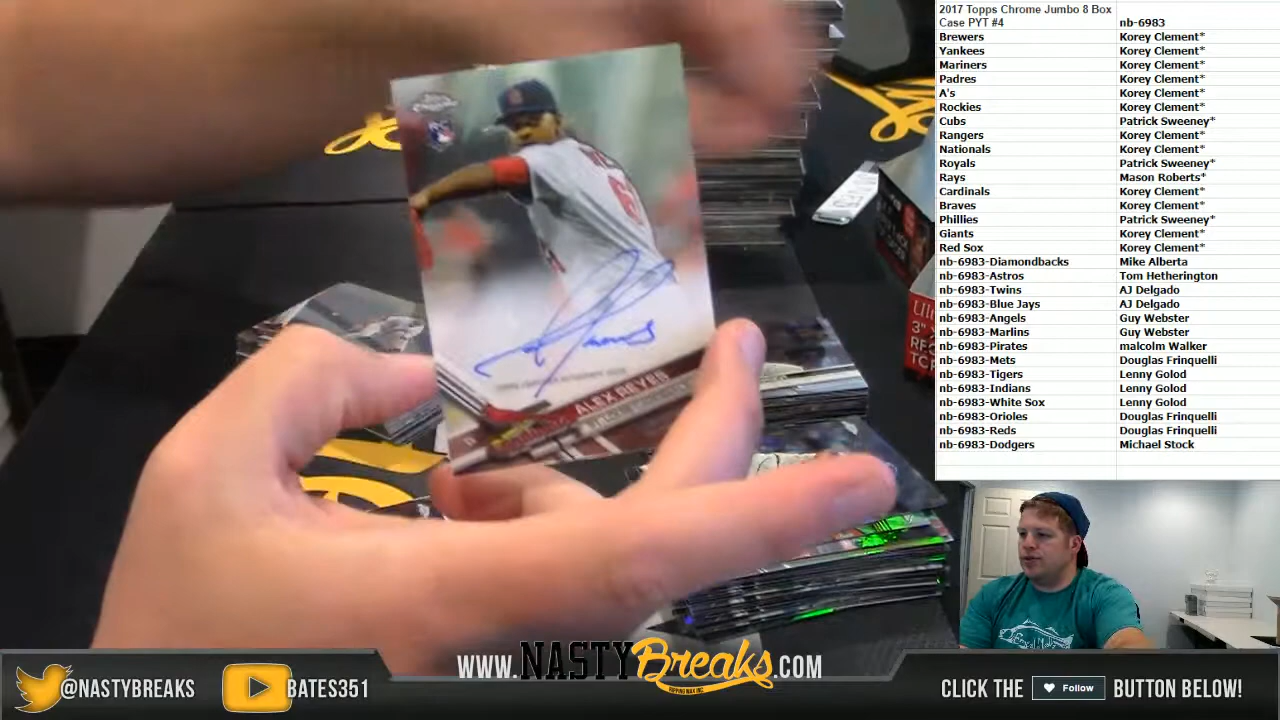 2017 Topps Chrome Jumbo 8 Box
Case PYT #4 nb-6983
Brewers Korey Clement*
Yankees Korey Clement*
Mariners Korey Clement*
Padres Korey Clement*
A's Korey Clement*
Rockies Korey Clement*
Cubs Patrick Sweeney*
Rangers Korey Clement*
Nationals Korey Clement*
Royals Patrick Sweeney*
Rays Mason Roberts*
Cardinals Korey Clement*
Braves Korey Clement*
Phillies Patrick Sweeney*
Giants Korey Clement*
Red Sox Korey Clement*
nb-6983-Diamondbacks Mike Alberta
nb-6983-Astros Tom Hetherington
nb-6983-Twins AJ Delgado
nb-6983-Blue Jays AJ Delgado
nb-6983-Angels Guy Webster
nb-6983-Marlins Guy Webster
nb-6983-Pirates malcolm Walker
nb-6983-Mets Douglas Frinquelli
nb-6983-Tigers Lenny Golod
nb-6983-Indians Lenny Golod
nb-6983-White Sox Lenny Golod
nb-6983-Orioles Douglas Frinquelli
nb-6983-Reds Douglas Frinquelli
nb-6983-Dodgers Michael Stock
ALEX REYES
@NASTYBREAKS
BATES351
WWW.NASTYBreaks.COM
RIPPING WAX INC
CLICK THE Follow BUTTON BELOW!